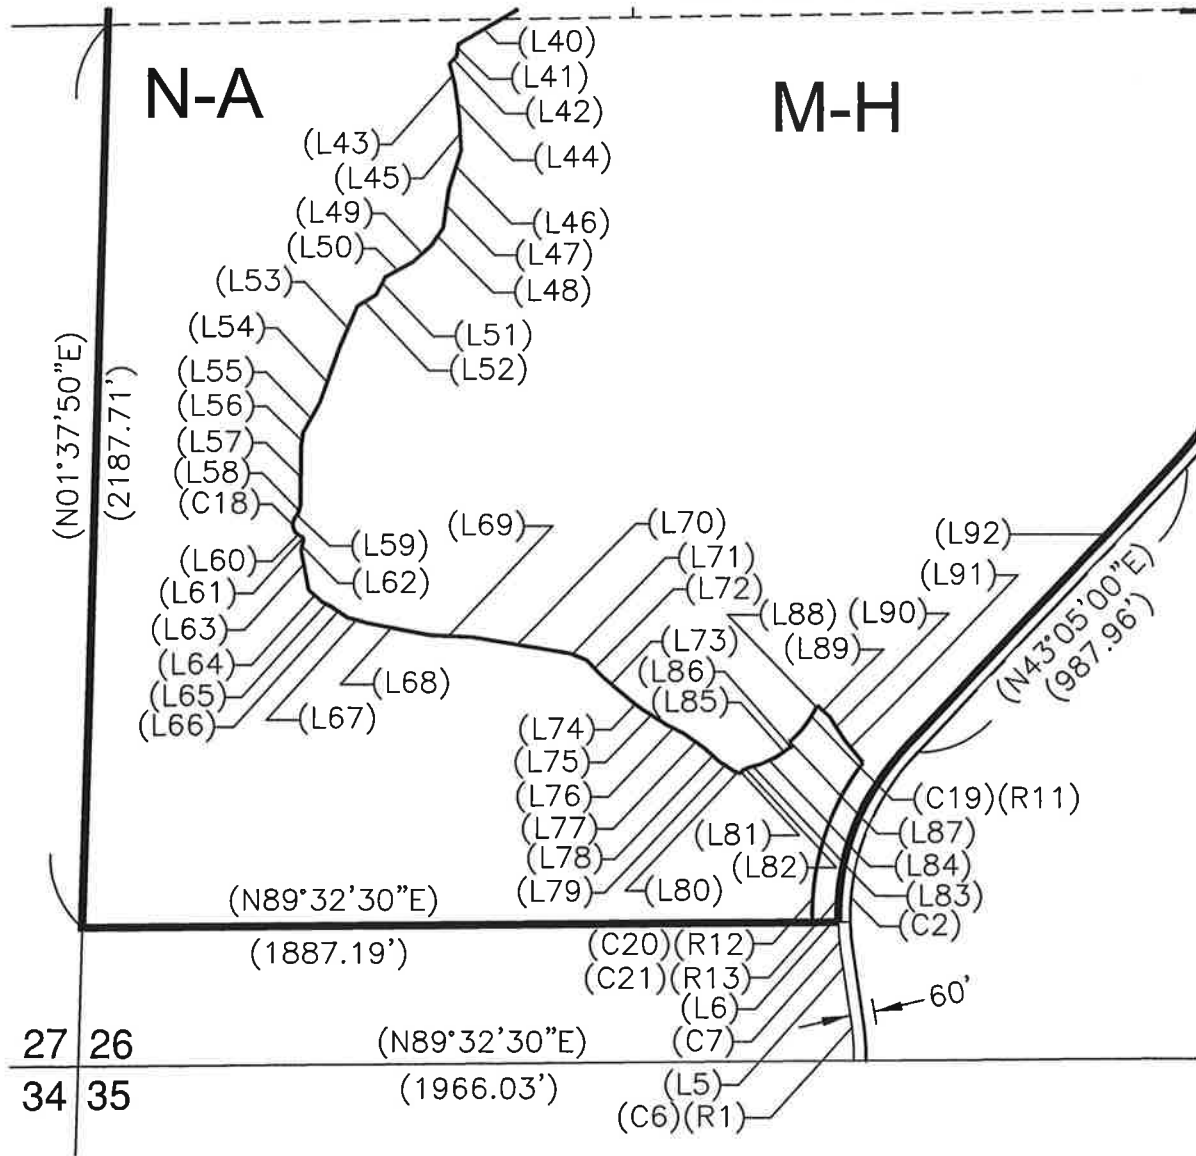 (L40)
(L41)
N-A
M-H
(L42)
(L43)
(L44)
(L45)
(L49)
(L46)
(L50)
(L47)
(L53)
(L48)
(L54)
(L51)
(L52)
(L55)
(N01°37'50"E)
(2187.71')
(L56)
(L57)
(L58)
(C18)
(L69)
(L70)
(L92)
(L59)
(L60)
(L71)
(L91)
(L62)
(L61)
(L72)
(L88)
(L90)
(L63)
(L73)
(L89)
(N43°05'00"E)
(987.96')
(L64)
(L86)
(L68)
(L65)
(L85)
(L66)
(L67)
(L74)
(L75)
(L76)
(C19)(R11)
(L77)
(L81)
(L87)
(L78)
(L82)
(L84)
(L79)
(L80)
(L83)
(N89°32'30"E)
(C2)
(1887.19')
(C20)(R12)
(C21)(R13)
(L6)
60'
27 26
(N89°32'30"E)
(C7)
34 35
(1966.03')
(L5)
(C6)(R1)